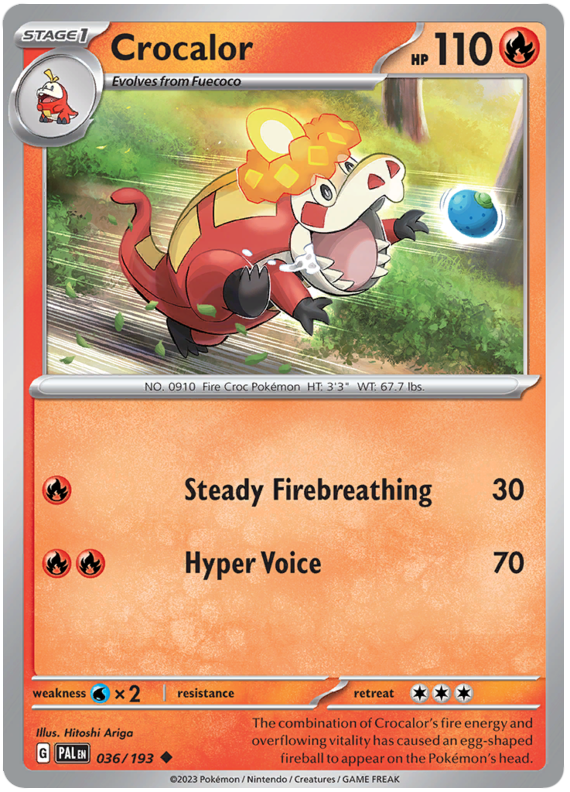 STAGE1
Crocalor
HP 110
Evolves from Fuecoco
NO. 0910 Fire Croc Pokémon HT: 3'3" WT: 67.7 lbs.
Steady Firebreathing 30
Hyper Voice 70
weakness ×2 resistance retreat
Illus. Hitoshi Ariga
The combination of Crocalor's fire energy and
overflowing vitality has caused an egg-shaped
fireball to appear on the Pokémon's head.
G PAL EN 036/193
©2023 Pokémon / Nintendo / Creatures / GAME FREAK